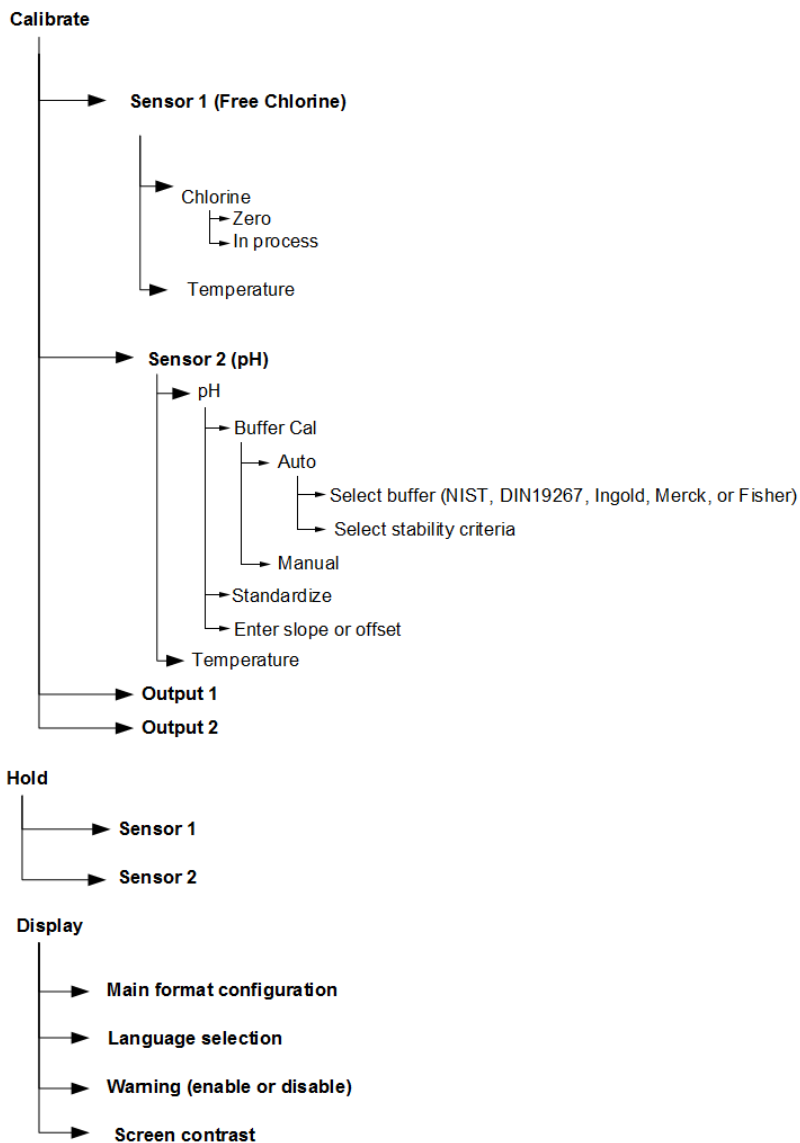 Calibrate
Sensor 1 (Free Chlorine)
Chlorine
Zero
In process
Temperature
Sensor 2 (pH)
pH
Buffer Cal
Auto
Select buffer (NIST, DIN19267, Ingold, Merck, or Fisher)
Select stability criteria
Manual
Standardize
Enter slope or offset
Temperature
Output 1
Output 2
Hold
Sensor 1
Sensor 2
Display
Main format configuration
Language selection
Warning (enable or disable)
Screen contrast